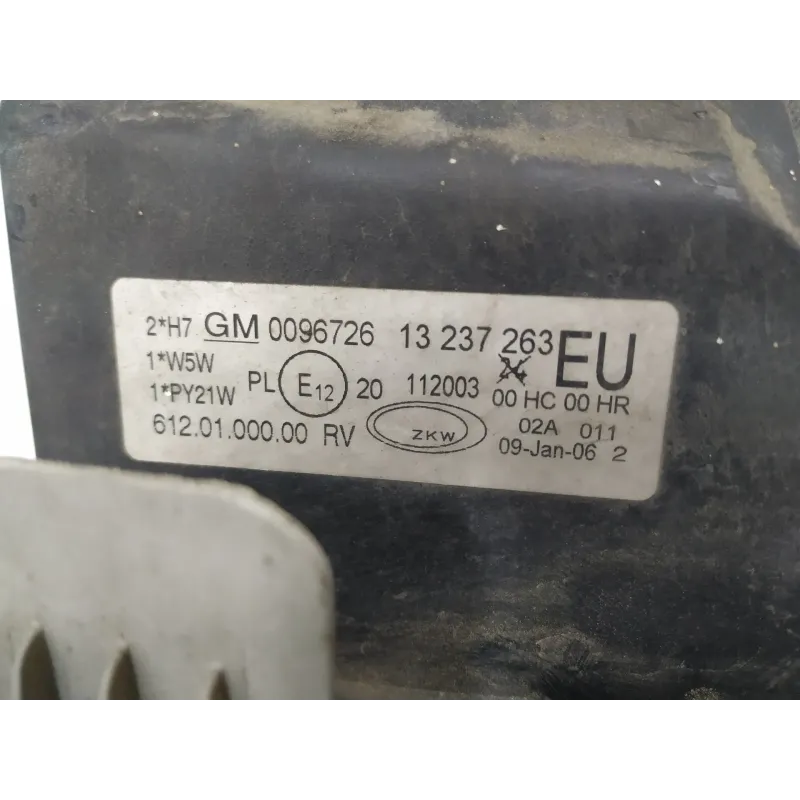 2*H7 GM 0096726 13 237 263 EU
1*W5W
1*PY21W PL E12 20 112003 00 HC 00 HR
612.01.000.00 RV ZKW 02A 011
09-Jan-06 2